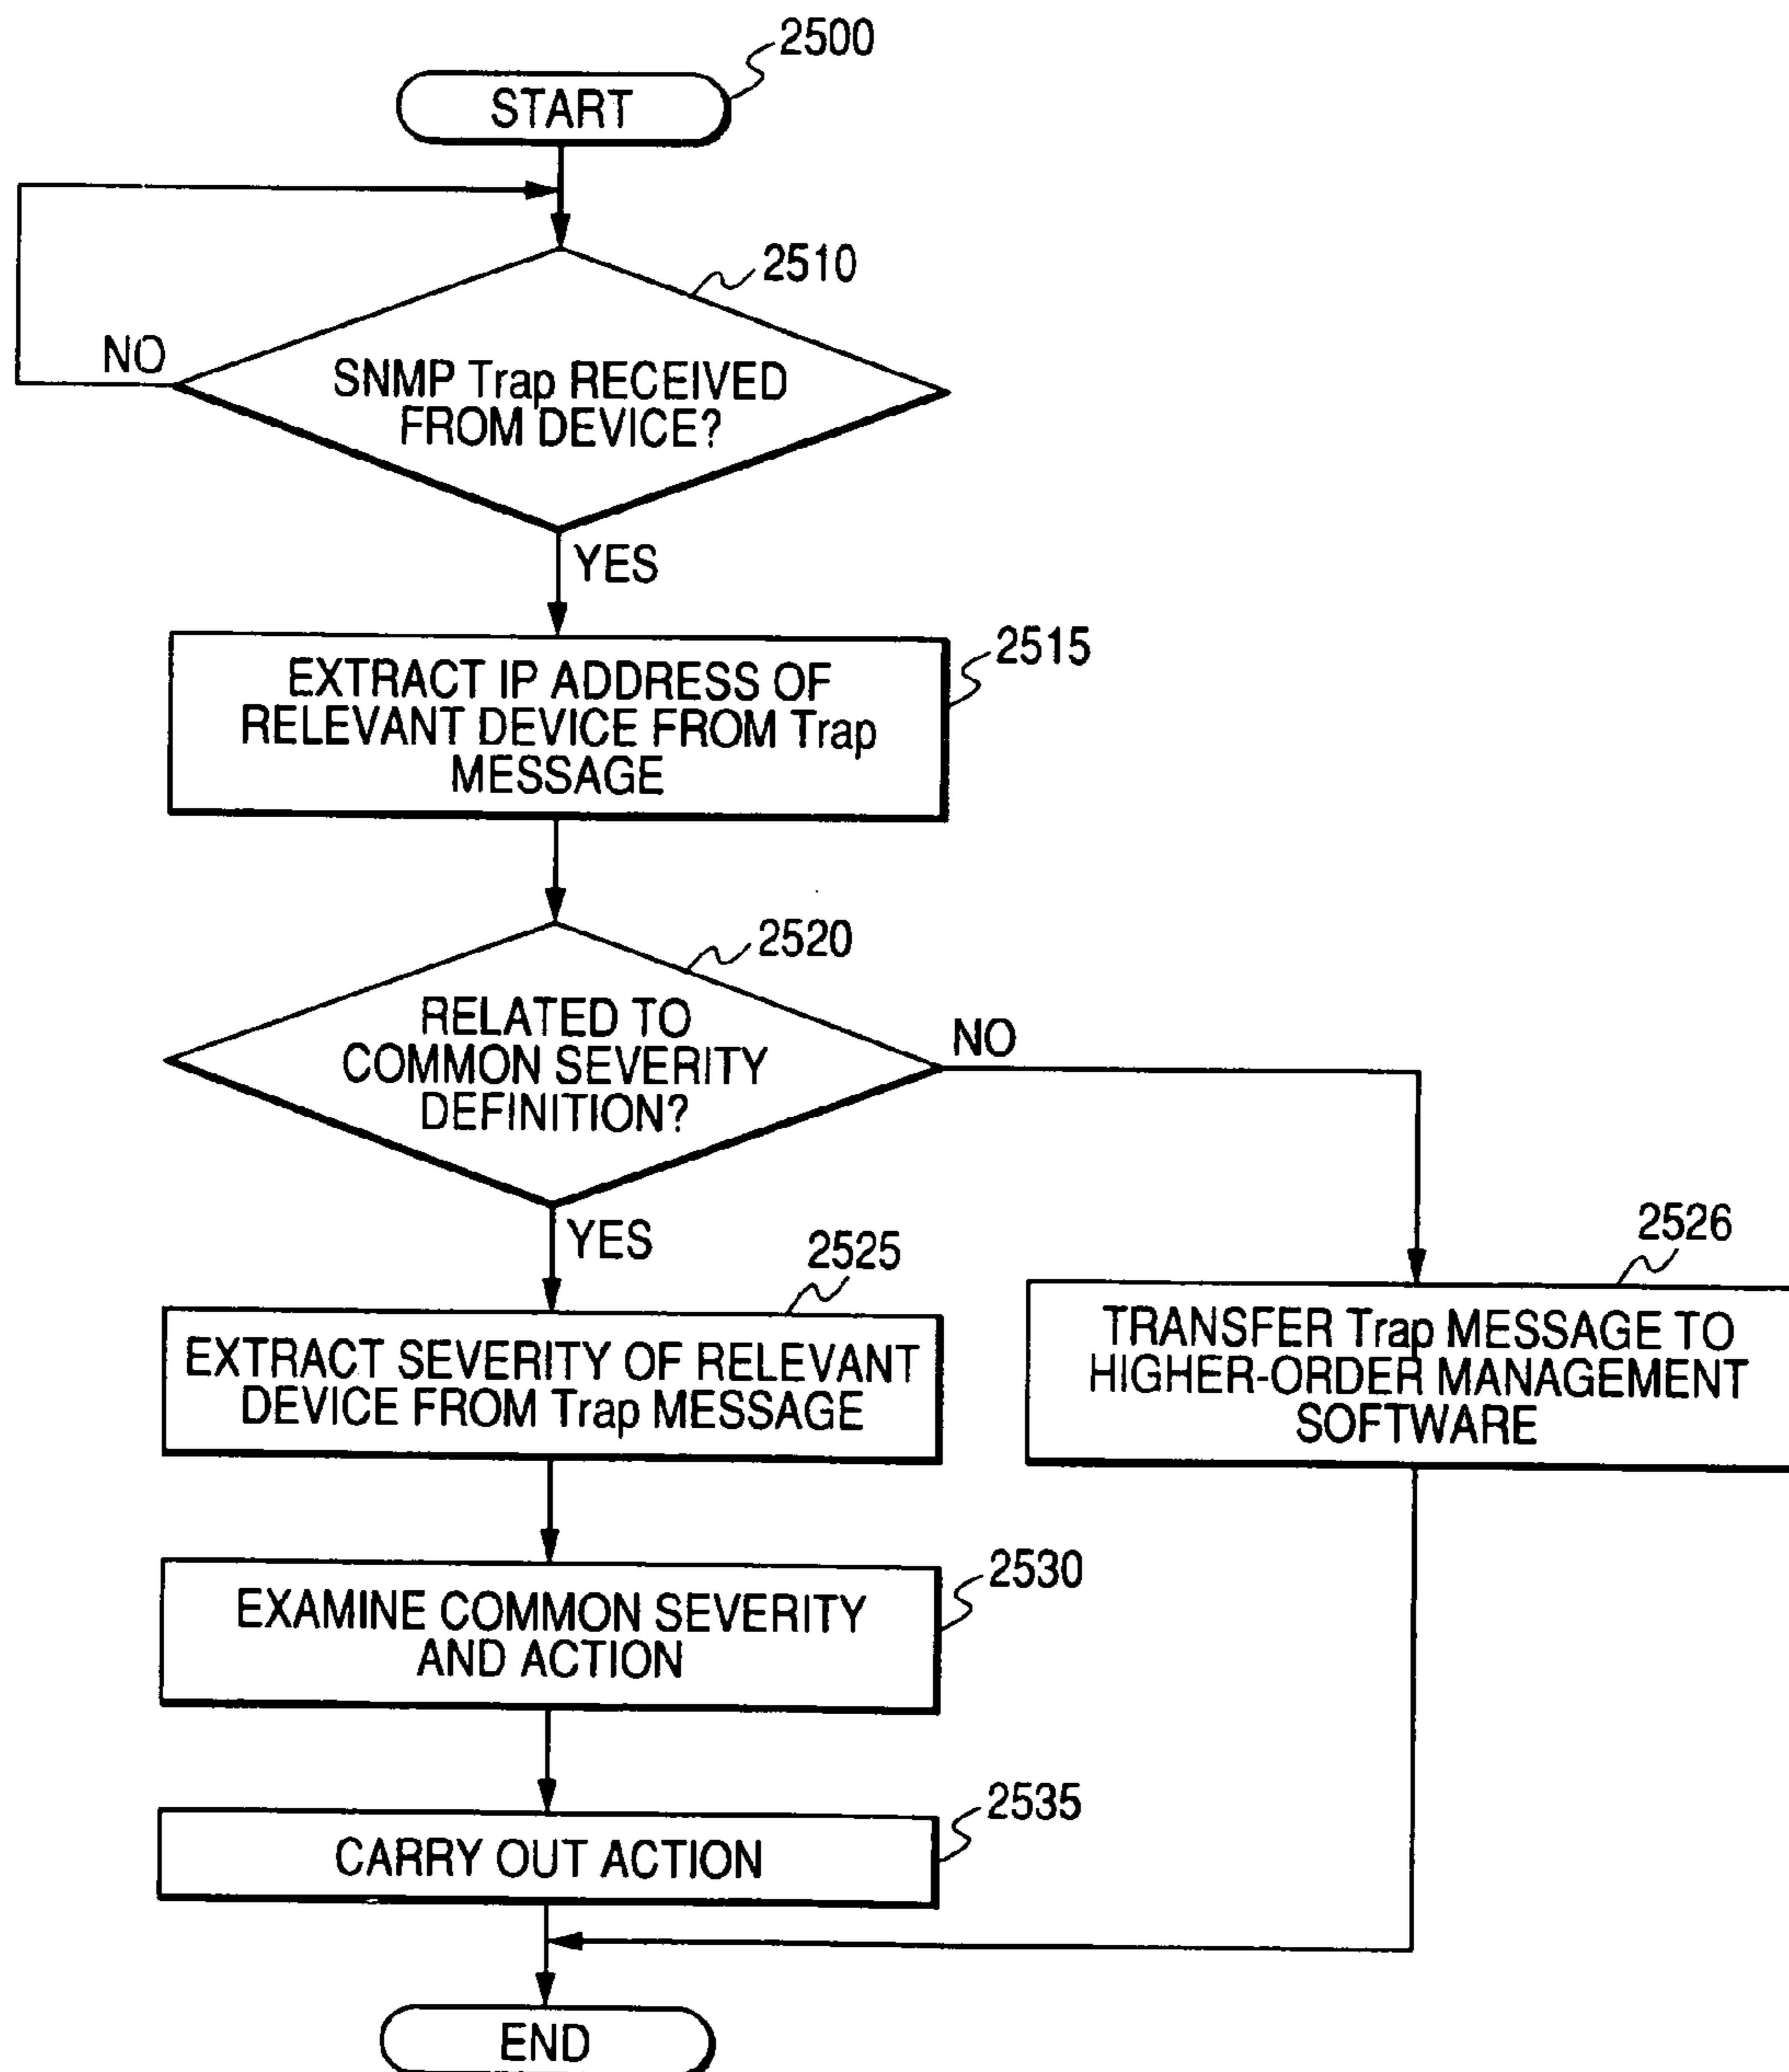 2500
START
2510
NO
SNMP Trap RECEIVED
FROM DEVICE?
YES
2515
EXTRACT IP ADDRESS OF
RELEVANT DEVICE FROM Trap
MESSAGE
2520
RELATED TO
COMMON SEVERITY
DEFINITION?
NO
YES
2525
EXTRACT SEVERITY OF RELEVANT
DEVICE FROM Trap MESSAGE
2526
TRANSFER Trap MESSAGE TO
HIGHER-ORDER MANAGEMENT
SOFTWARE
2530
EXAMINE COMMON SEVERITY
AND ACTION
2535
CARRY OUT ACTION
END